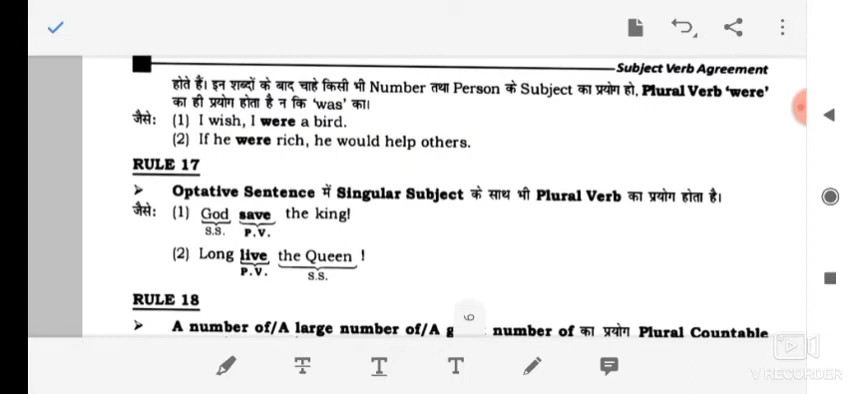 Subject Verb Agreement
होते हैं। इन शब्दों के बाद चाहे किसी भी Number तथा Person के Subject का प्रयोग हो, Plural Verb ‘were’
का ही प्रयोग होता है न कि ‘was’ का।
जैसे: (1) I wish, I were a bird.
(2) If he were rich, he would help others.
RULE 17
➢ Optative Sentence में Singular Subject के साथ भी Plural Verb का प्रयोग होता है।
जैसे: (1) God save the king!
S.S. P.V.
(2) Long live the Queen !
P.V. S.S.
RULE 18
➢ A number of/A large number of/A g number of का प्रयोग Plural Countable
T T T
V RECORDER